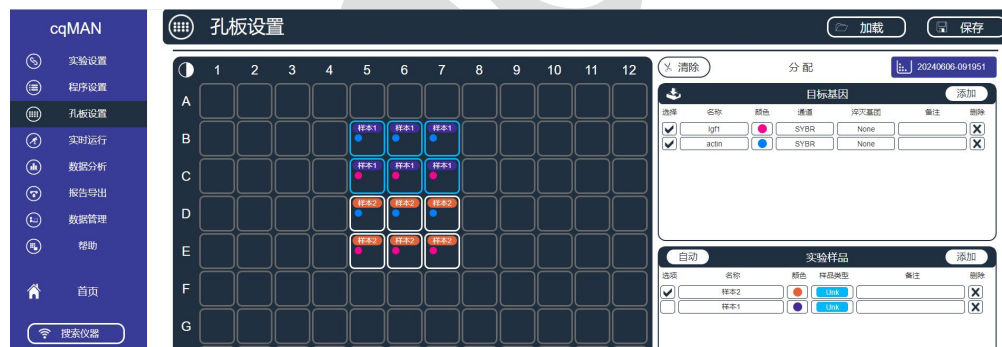 cqMAN
实验设置
程序设置
孔板设置
实时运行
数据分析
报告导出
数据管理
帮助
首页
搜索仪器
孔板设置
加载
保存
1 2 3 4 5 6 7 8 9 10 11 12
A
B 样本1 样本1 样本1
C 样本1 样本1 样本1
D 样本2 样本2 样本2
E 样本2 样本2 样本2
F
G
清除 分配 20240606-091951
目标基因 添加
选择 名称 颜色 通道 淬灭基团 备注 删除
Igf1 SYBR None X
actin SYBR None X
自动 实验样品 添加
选项 名称 颜色 样品类型 备注 删除
样本2 Unk X
样本1 Unk X